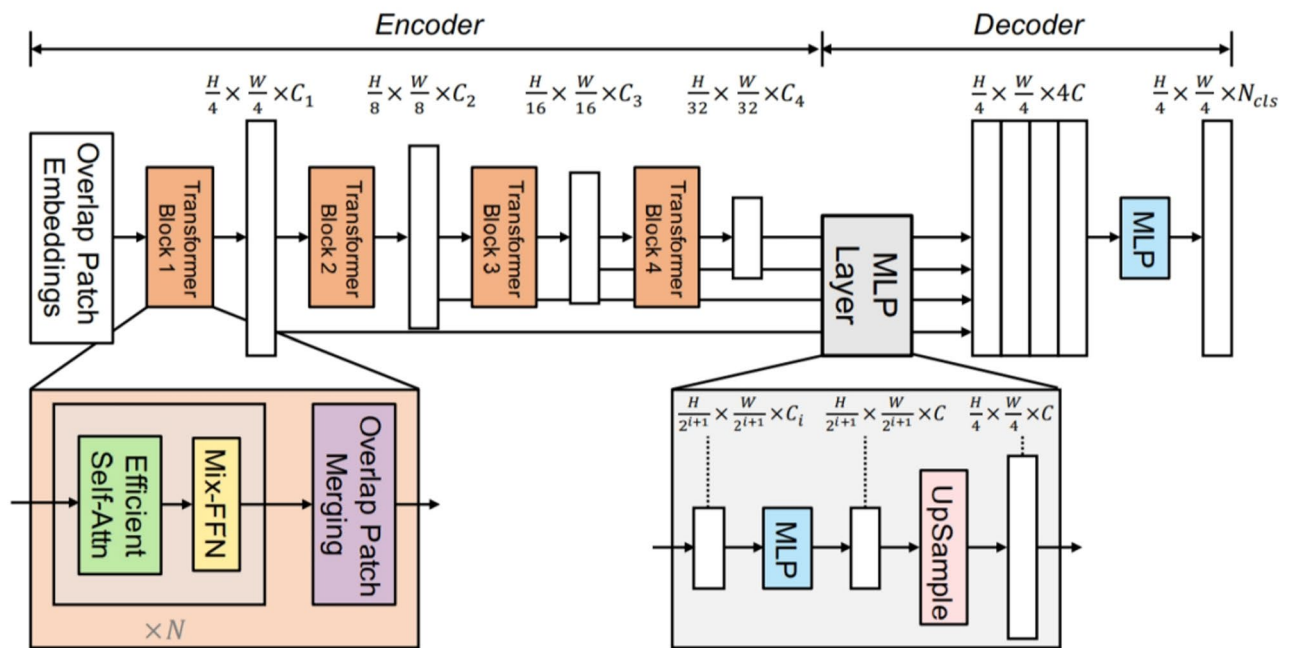 Encoder
Decoder
H/4 × W/4 × C₁
H/8 × W/8 × C₂
H/16 × W/16 × C₃
H/32 × W/32 × C₄
H/4 × W/4 × 4C
H/4 × W/4 × N_cls
Overlap Patch
Embeddings
Transformer
Block 1
Transformer
Block 2
Transformer
Block 3
Transformer
Block 4
MLP
Layer
MLP
Efficient
Self-Attn
Mix-FFN
Overlap Patch
Merging
×N
H/2^{i+1} × W/2^{i+1} × C_i
H/2^{i+1} × W/2^{i+1} × C
H/4 × W/4 × C
MLP
UpSample